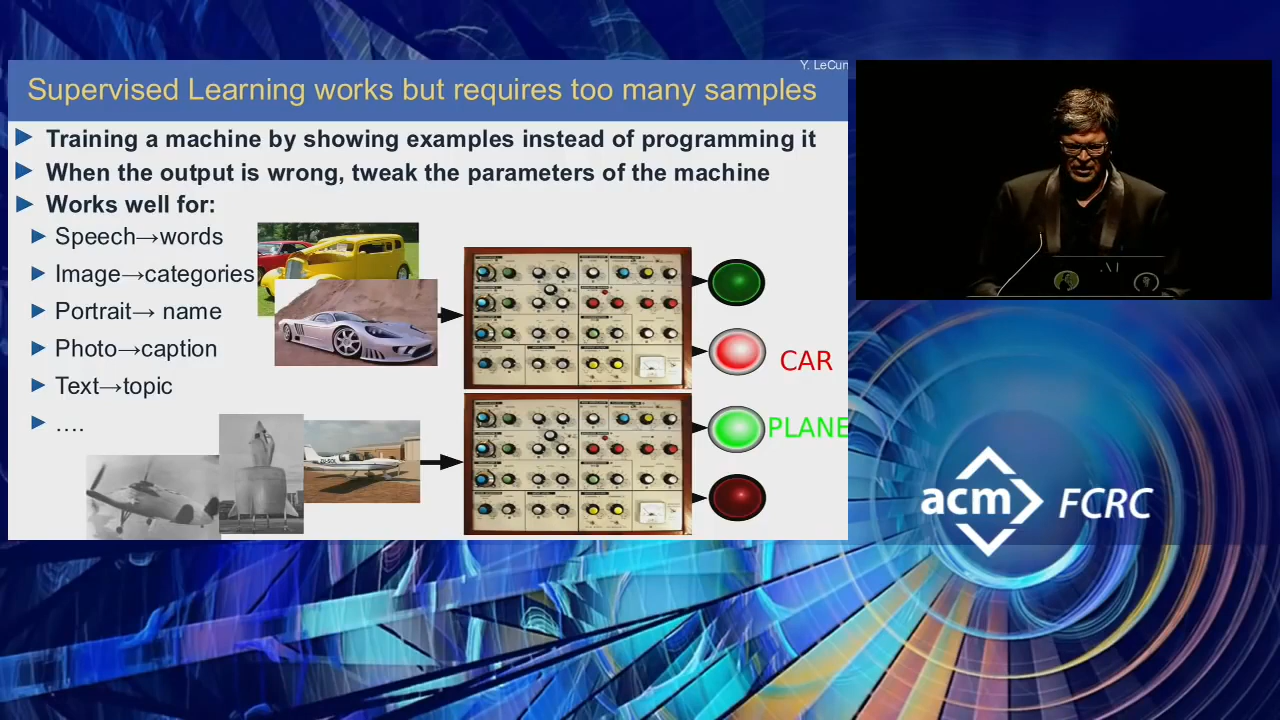 Y. LeCun
Supervised Learning works but requires too many samples
Training a machine by showing examples instead of programming it
When the output is wrong, tweak the parameters of the machine
Works well for:
Speech→words
Image→categories
Portrait→ name
Photo→caption
Text→topic
….
CAR
PLANE
acm FCRC